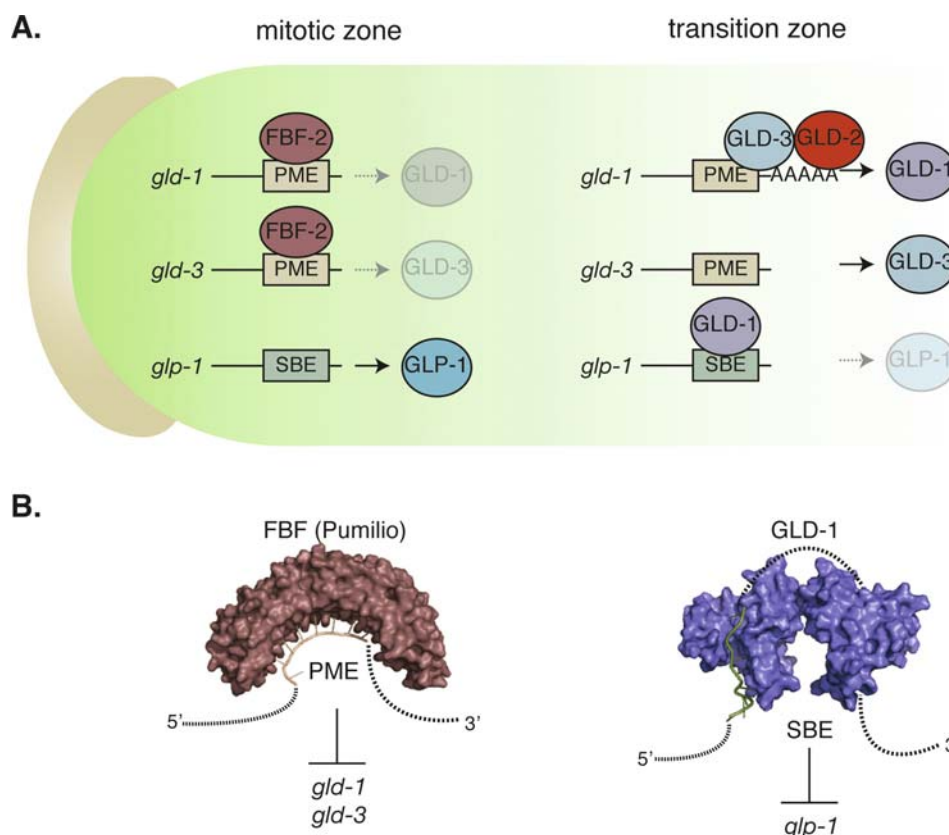 A.
mitotic zone transition zone
FBF-2 GLD-3 GLD-2
gld-1 PME GLD-1 gld-1 PME AAAAA GLD-1
FBF-2
gld-3 PME GLD-3 gld-3 PME GLD-3
GLD-1
glp-1 SBE GLP-1 glp-1 SBE GLP-1
B.
FBF (Pumilio) GLD-1
PME
5’ 3’ SBE
5’ 3
gld-1
gld-3 glp-1